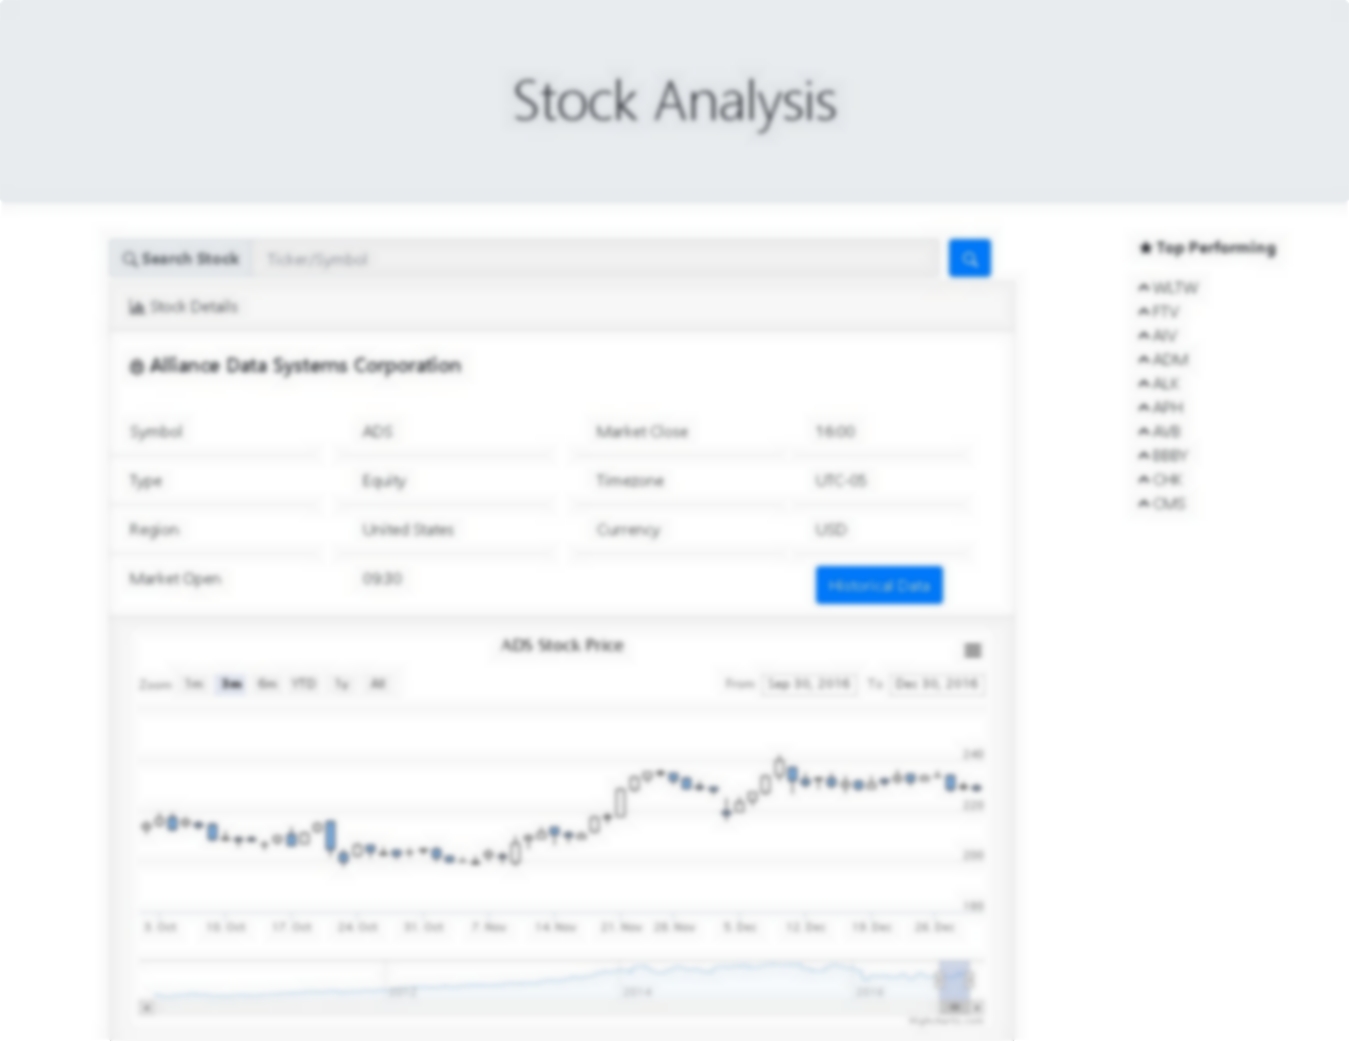 Stock Analysis
Search Stock Ticker/Symbol
Top Performing
WLTW
FTV
AIV
ADM
ALK
APH
AVB
BBBY
CHK
CMS
Stock Details
Alliance Data Systems Corporation
Symbol ADS Market Close 16:00
Type Equity Timezone UTC-05
Region United States Currency USD
Market Open 09:30
Historical Data
ADS Stock Price
Zoom 1m 3m 6m YTD 1y All From Sep 30, 2016 To Dec 30, 2016
240
220
200
180
3. Oct 10. Oct 17. Oct 24. Oct 31. Oct 7. Nov 14. Nov 21. Nov 28. Nov 5. Dec 12. Dec 19. Dec 26. Dec
2012 2014 2016
Highcharts.com